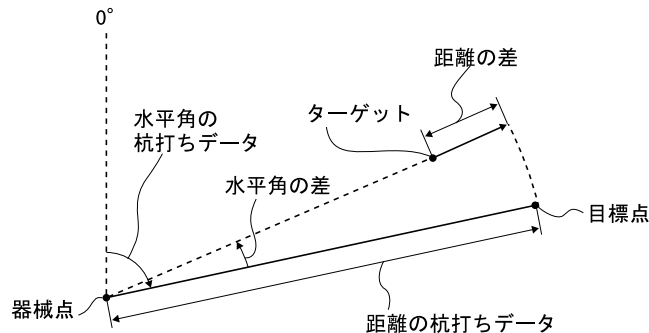 0°
距離の差
水平角の
杭打ちデータ
ターゲット
水平角の差
目標点
器械点
距離の杭打ちデータ